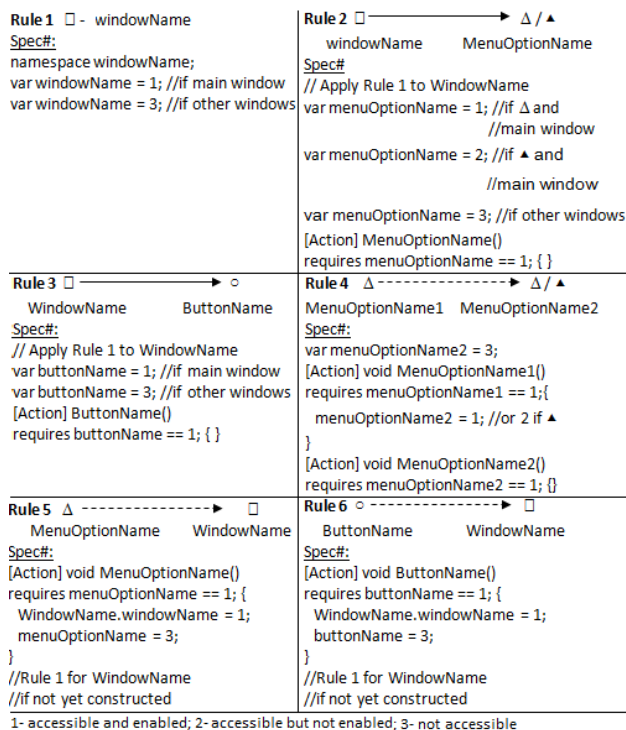 Rule 1 □ - windowName
Spec#:
namespace windowName;
var windowName = 1; //if main window
var windowName = 3; //if other windows
Rule 2 □ Δ / ▲
windowName MenuOptionName
Spec#
// Apply Rule 1 to WindowName
var menuOptionName = 1; //if Δ and
//main window
var menuOptionName = 2; //if ▲ and
//main window
var menuOptionName = 3; //if other windows
[Action] MenuOptionName()
requires menuOptionName == 1; { }
Rule 3 □ ○
WindowName ButtonName
Spec#:
// Apply Rule 1 to WindowName
var buttonName = 1; //if main window
var buttonName = 3; //if other windows
[Action] ButtonName()
requires buttonName == 1; { }
Rule 4 Δ Δ / ▲
MenuOptionName1 MenuOptionName2
Spec#:
var menuOptionName2 = 3;
[Action] void MenuOptionName1()
requires menuOptionName1 == 1;{
menuOptionName2 = 1; //or 2 if ▲
}
[Action] void MenuOptionName2()
requires menuOptionName2 == 1; {}
Rule 5 Δ □
MenuOptionName WindowName
Spec#:
[Action] void MenuOptionName()
requires menuOptionName == 1; {
WindowName.windowName = 1;
menuOptionName = 3;
}
//Rule 1 for WindowName
//if not yet constructed
Rule 6 ○ □
ButtonName WindowName
Spec#:
[Action] void ButtonName()
requires buttonName == 1; {
WindowName.windowName = 1;
buttonName = 3;
}
//Rule 1 for WindowName
//if not yet constructed
1- accessible and enabled; 2- accessible but not enabled; 3- not accessible